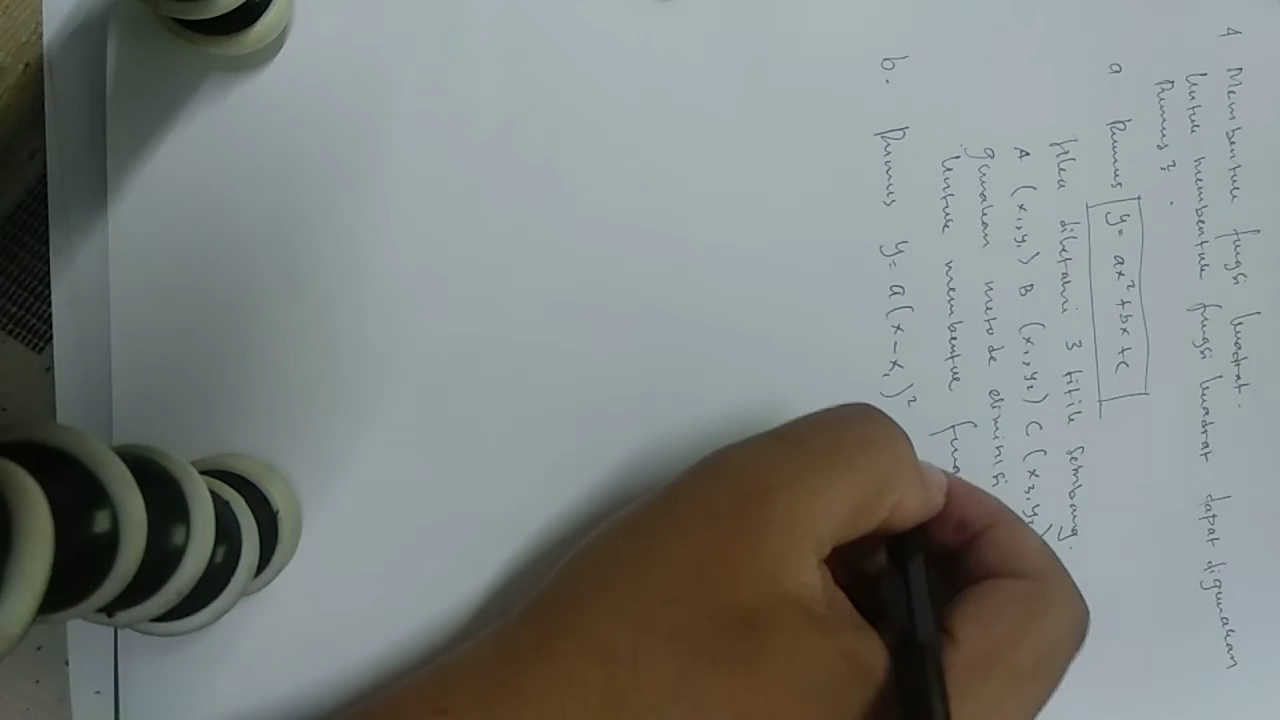 4 Membentuk fungsi kuadrat.
Untuk membentuk fungsi kuadrat dapat digunakan
Rumus² .
a Rumus y = ax² + bx + c
Jika diketahui 3 titik sembarang.
A (x₁, y₁) B (x₂, y₂) C (x₃, y₃)
gunakan metode eliminasi
Untuk membentuk
b. Rumus y = a(x - x₁)²